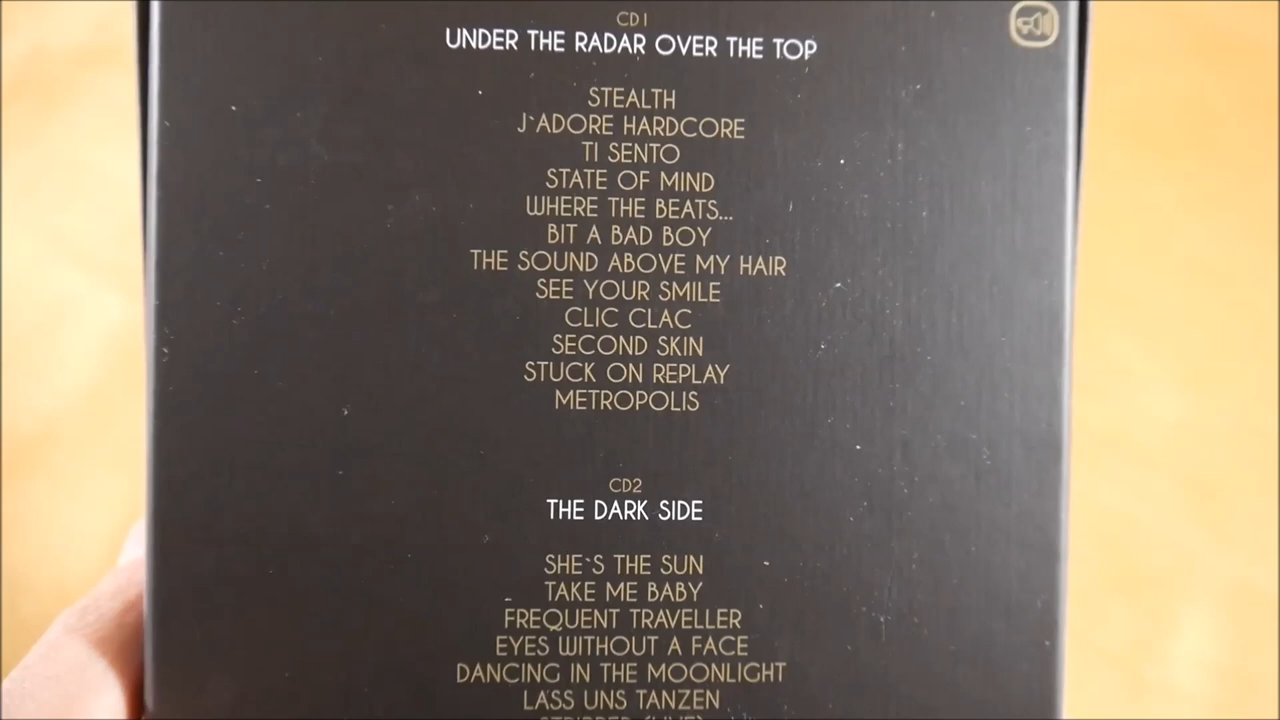 CD1
UNDER THE RADAR OVER THE TOP
STEALTH
J`ADORE HARDCORE
TI SENTO
STATE OF MIND
WHERE THE BEATS...
BIT A BAD BOY
THE SOUND ABOVE MY HAIR
SEE YOUR SMILE
CLIC CLAC
SECOND SKIN
STUCK ON REPLAY
METROPOLIS
CD2
THE DARK SIDE
SHE`S THE SUN
TAKE ME BABY
FREQUENT TRAVELLER
EYES WITHOUT A FACE
DANCING IN THE MOONLIGHT
LASS UNS TANZEN